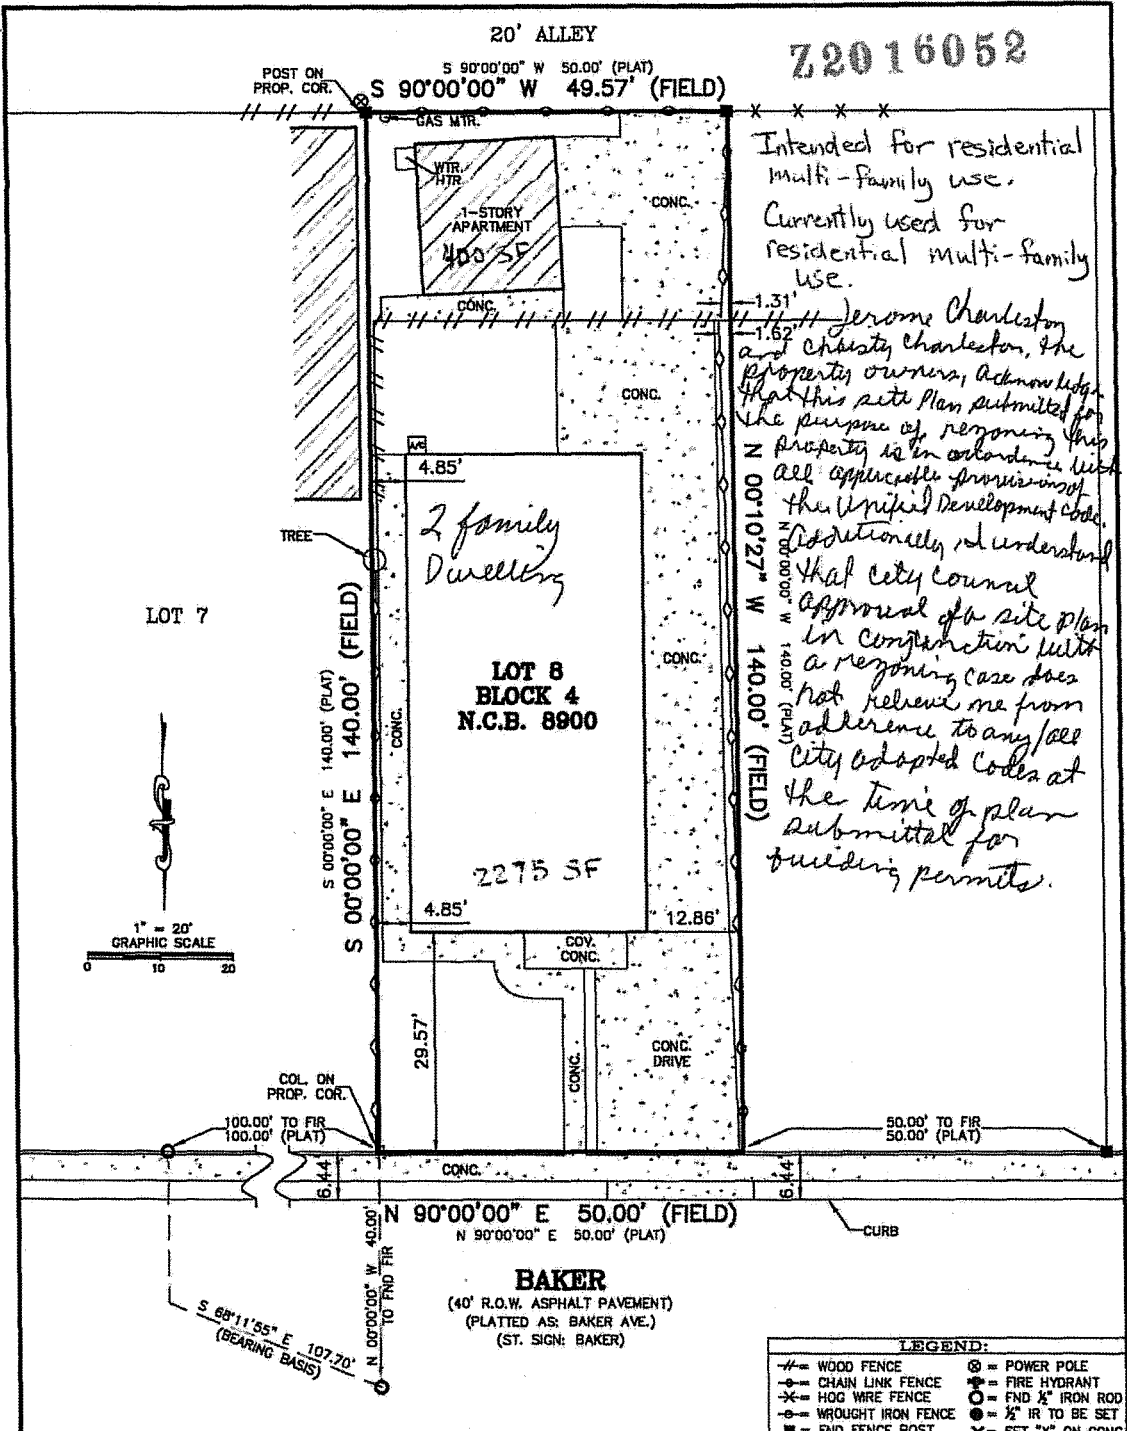 20' ALLEY
Z2016052
S 90°00'00" W 50.00' (PLAT)
S 90°00'00" W 49.57' (FIELD)
POST ON
PROP. COR.
GAS MTR.
WTR.
HTR
1-STORY
APARTMENT
400 SF
CONC.
CONC.
1.31'
1.62'
Intended for residential
multi-family use.
Currently used for
residential multi-family
use.
Jerome Charleston
and Christy Charleston, the
property owners, acknowledge
that this site Plan submitted for
the purpose of rezoning this
property is in accordance with
all applicable provisions of
the Unified Development Code.
Additionally, I understand
that city council
approval of a site plan
in conjunction with
a rezoning case does
not relieve me from
adherence to any/all
city adopted codes at
the time of plan
submittal for
building permits.
CONC.
A/C
4.85'
2 family
Dwelling
TREE
LOT 7
LOT 8
BLOCK 4
N.C.B. 8900
CONC.
CONC.
S 00°00'00" E 140.00' (PLAT)
S 00°00'00" E 140.00' (FIELD)
N 00°10'27" W 140.00' (FIELD)
N 00°00'00" W 140.00' (PLAT)
2275 SF
4.85'
12.86'
1" = 20'
GRAPHIC SCALE
0 10 20
COV.
CONC.
29.57'
CONC.
CONC.
DRIVE
COL. ON
PROP. COR.
100.00' TO FIR
100.00' (PLAT)
50.00' TO FIR
50.00' (PLAT)
6.44'
CONC.
6.44'
N 90°00'00" E 50.00' (FIELD)
N 90°00'00" E 50.00' (PLAT)
CURB
N 00°00'00" W 40.00'
TO FND FIR
S 68°11'55" E 107.70'
(BEARING BASIS)
BAKER
(40' R.O.W. ASPHALT PAVEMENT)
(PLATTED AS: BAKER AVE.)
(ST. SIGN: BAKER)
LEGEND:
= WOOD FENCE
= POWER POLE
= CHAIN LINK FENCE
= FIRE HYDRANT
= HOG WIRE FENCE
= FND ½" IRON ROD
= WROUGHT IRON FENCE
= ½" IR TO BE SET
= FND FENCE POST
= SET "X" ON CONC